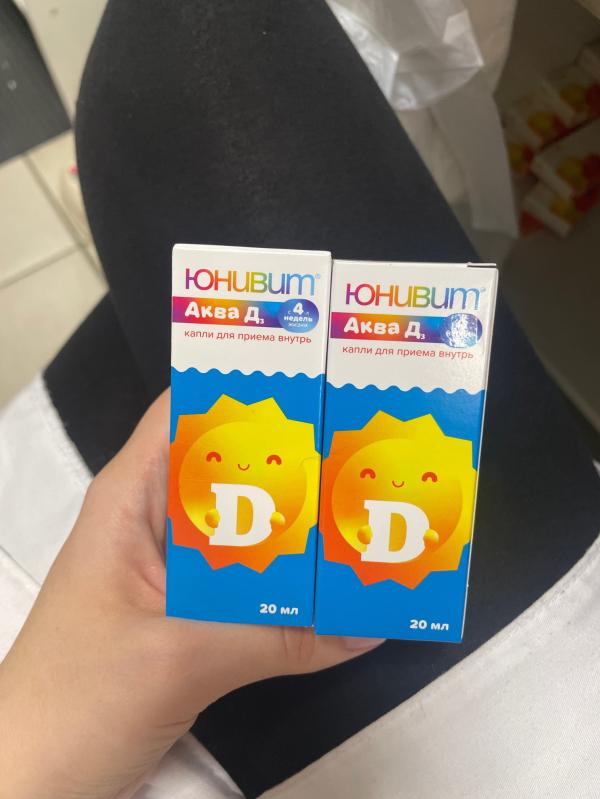 ЮНИВИТ®
Аква Д3
с 4х
недель
жизни
капли для приема внутрь
D
20 мл
ЮНИВИТ®
Аква Д3
капли для приема внутрь
D
20 мл